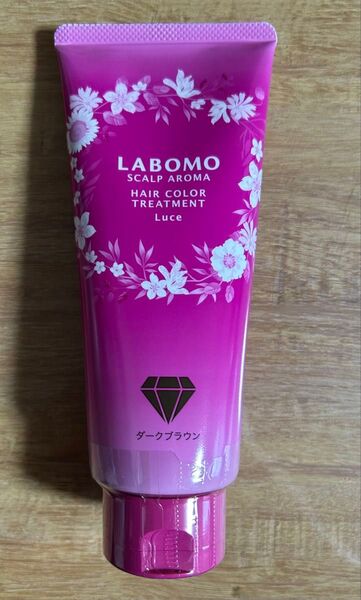 LABOMO
SCALP AROMA
HAIR COLOR
TREATMENT
Luce
ダークブラウン